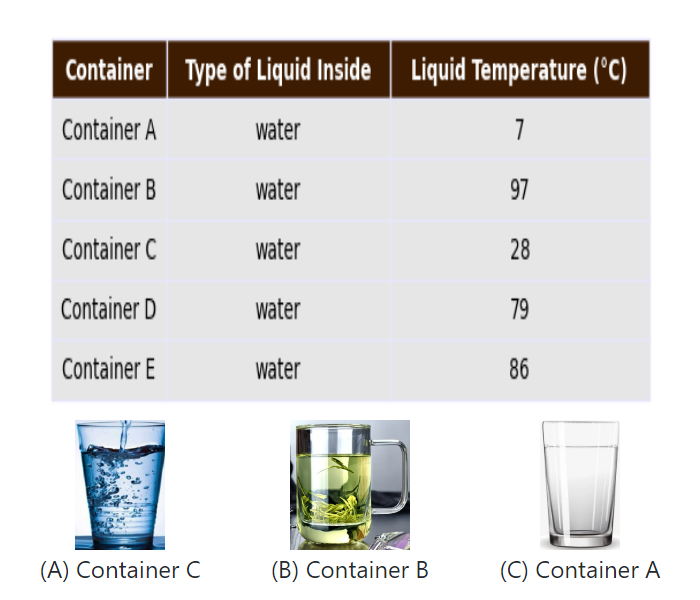 Container Type of Liquid Inside Liquid Temperature (°C)
Container A water 7
Container B water 97
Container C water 28
Container D water 79
Container E water 86
(A) Container C (B) Container B (C) Container A